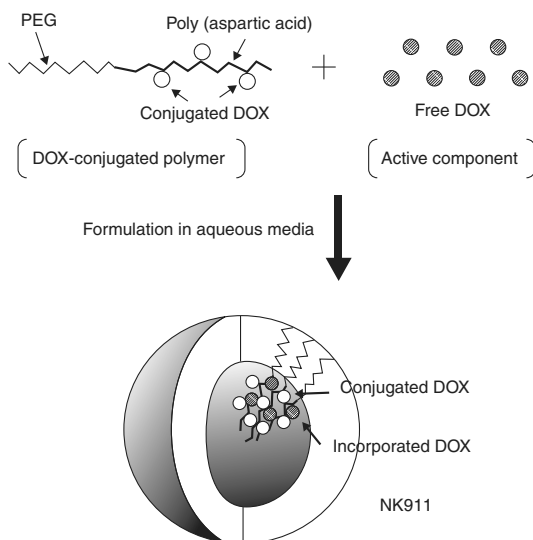 PEG
Poly (aspartic acid)
Conjugated DOX
Free DOX
DOX-conjugated polymer
Active component
Formulation in aqueous media
Conjugated DOX
Incorporated DOX
NK911